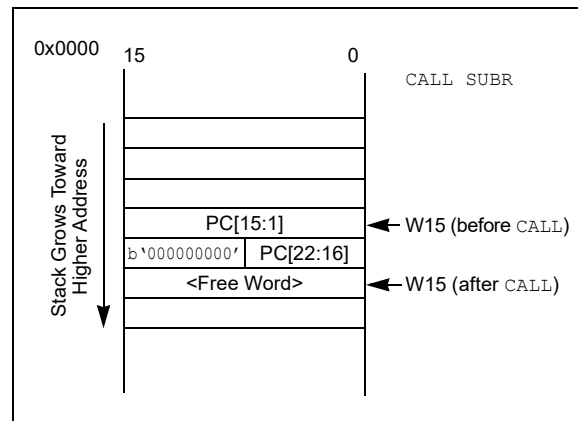 0x0000
15
0
CALL SUBR
Stack Grows Toward
Higher Address
PC[15:1]
W15 (before CALL)
b‘000000000’
PC[22:16]
<Free Word>
W15 (after CALL)